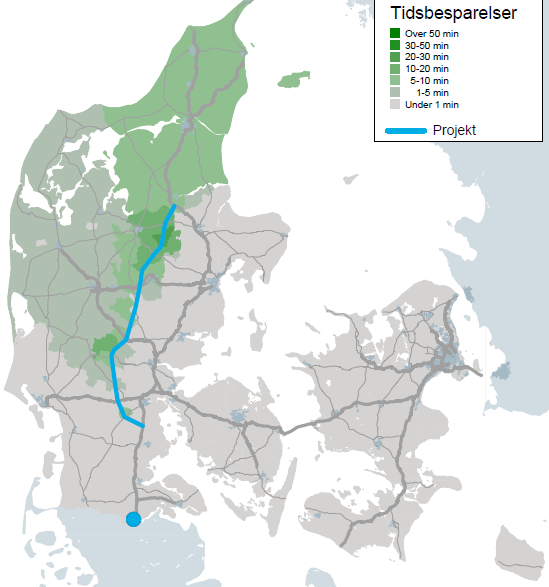 Tidsbesparelser
Over 50 min
30-50 min
20-30 min
10-20 min
5-10 min
1-5 min
Under 1 min
Projekt